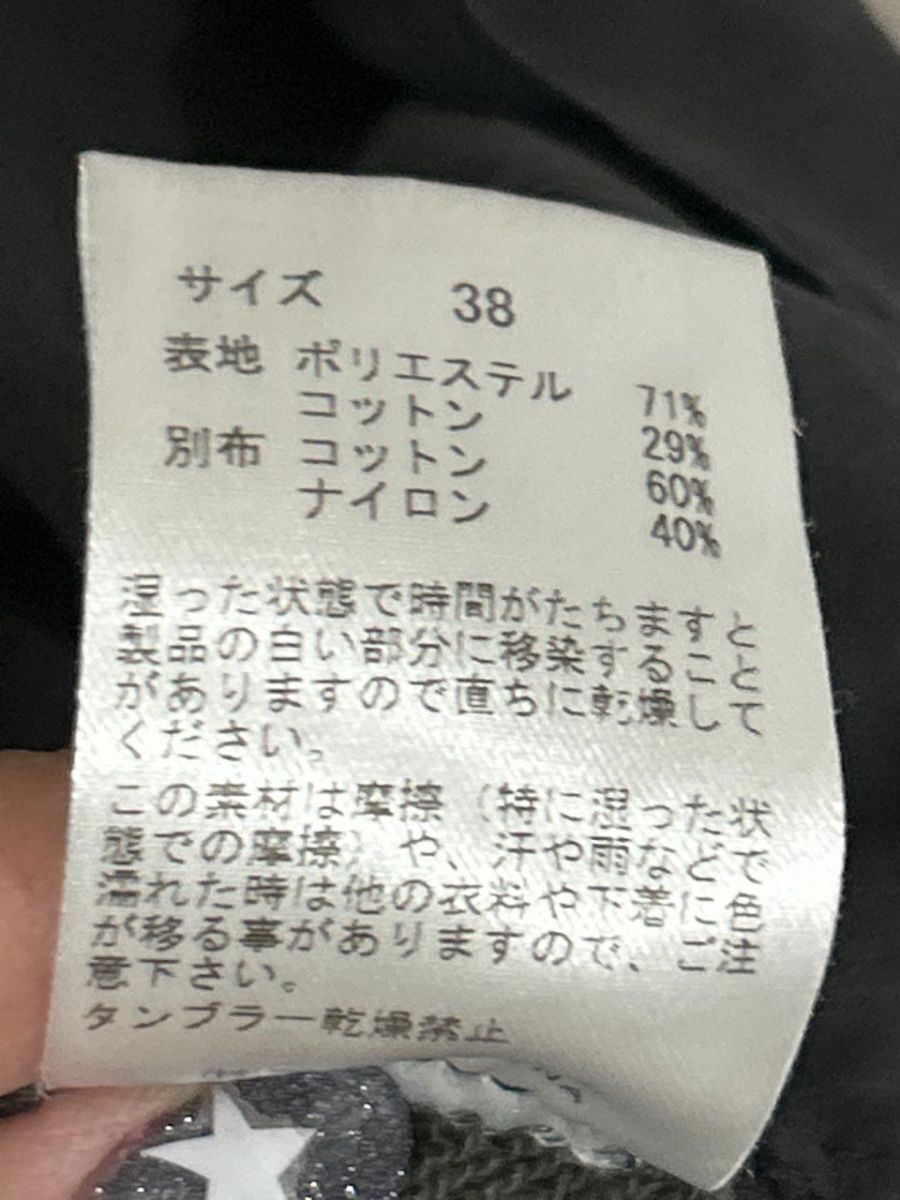 サイズ 38
表地 ポリエステル 71%
コットン 29%
別布 コットン 60%
ナイロン 40%
湿った状態で時間がたちますと
製品の白い部分に移染すること
がありますので直ちに乾燥して
ください。
この素材は摩擦(特に湿った状
態での摩擦)や、汗や雨などで
濡れた時は他の衣料や下着に色
が移る事がありますので、ご注
意下さい。
タンブラー乾燥禁止